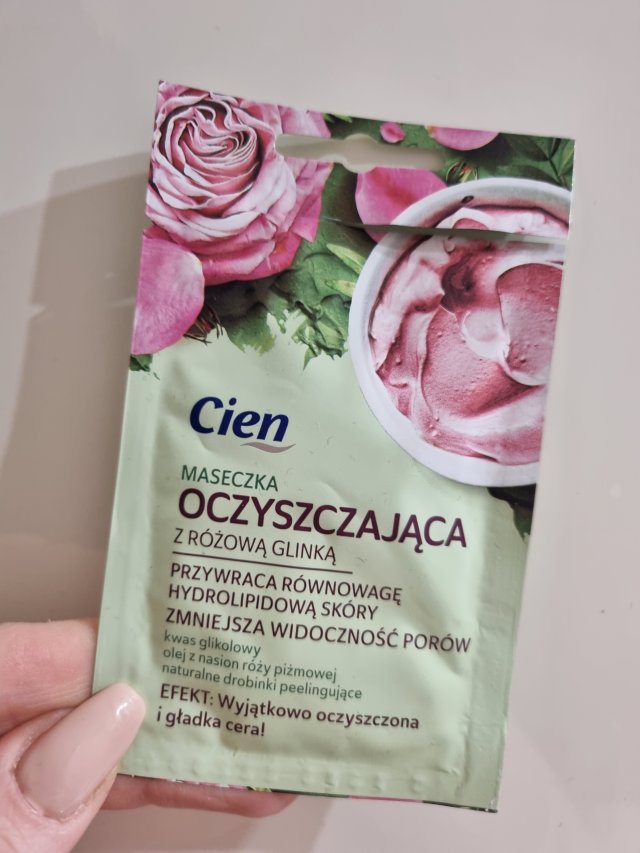 Cien
MASECZKA
OCZYSZCZAJĄCA
Z RÓŻOWĄ GLINKĄ
PRZYWRACA RÓWNOWAGĘ
HYDROLIPIDOWĄ SKÓRY
ZMNIEJSZA WIDOCZNOŚĆ PORÓW
kwas glikolowy
olej z nasion róży piżmowej
naturalne drobinki peelingujące
EFEKT: Wyjątkowo oczyszczona
i gładka cera!